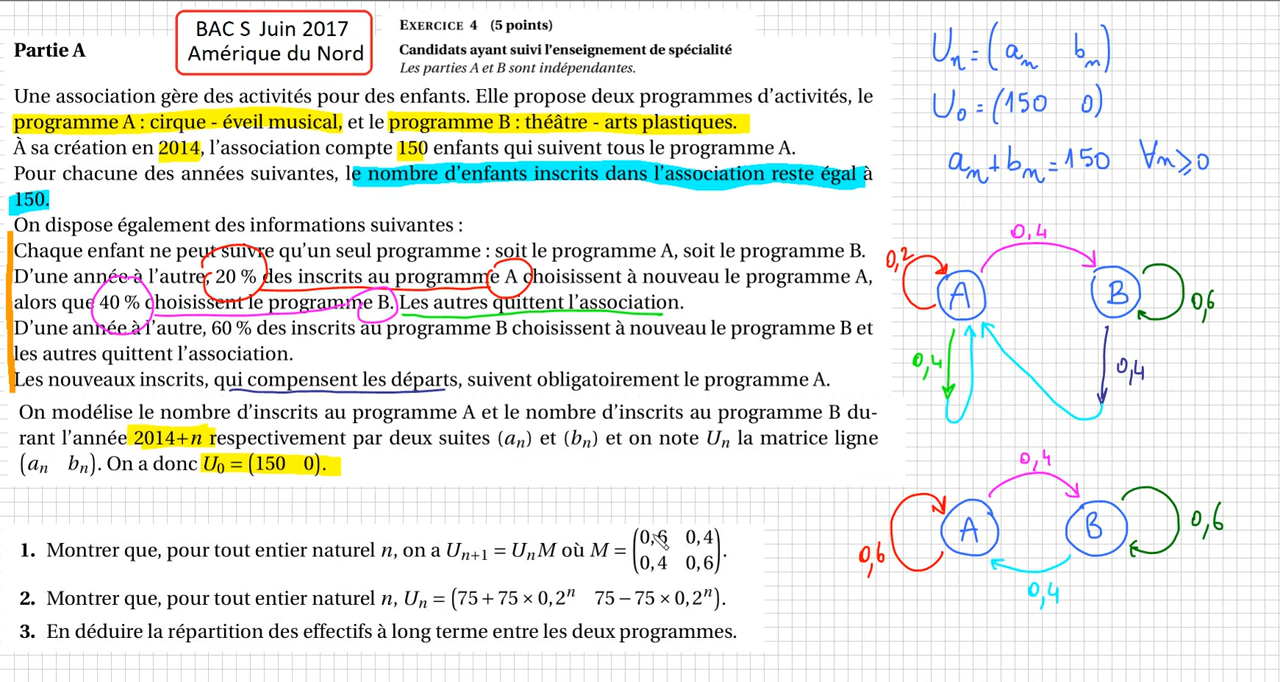 BAC S Juin 2017
Amérique du Nord
EXERCICE 4 (5 points)
Partie A
Candidats ayant suivi l'enseignement de spécialité
Les parties A et B sont indépendantes.
Une association gère des activités pour des enfants. Elle propose deux programmes d'activités, le
programme A : cirque - éveil musical, et le programme B : théâtre - arts plastiques.
À sa création en 2014, l'association compte 150 enfants qui suivent tous le programme A.
Pour chacune des années suivantes, le nombre d'enfants inscrits dans l'association reste égal à
150.
On dispose également des informations suivantes :
Chaque enfant ne peut suivre qu'un seul programme : soit le programme A, soit le programme B.
D'une année à l'autre, 20 % des inscrits au programme A choisissent à nouveau le programme A,
alors que 40 % choisissent le programme B. Les autres quittent l'association.
D'une année à l'autre, 60 % des inscrits au programme B choisissent à nouveau le programme B et
les autres quittent l'association.
Les nouveaux inscrits, qui compensent les départs, suivent obligatoirement le programme A.
On modélise le nombre d'inscrits au programme A et le nombre d'inscrits au programme B du-
rant l'année 2014+n respectivement par deux suites (aₙ) et (bₙ) et on note Uₙ la matrice ligne
(aₙ bₙ). On a donc U₀ = (150 0).
1. Montrer que, pour tout entier naturel n, on a Uₙ₊₁ = UₙM où M = (0,6 0,4
0,4 0,6).
2. Montrer que, pour tout entier naturel n, Uₙ = (75 + 75 × 0,2ⁿ 75 − 75 × 0,2ⁿ).
3. En déduire la répartition des effectifs à long terme entre les deux programmes.
Uₙ = (aₙ bₙ)
U₀ = (150 0)
aₙ + bₙ = 150 ∀n ≥ 0
0,4
0,2
A
B
0,6
0,4
0,4
0,4
A
B
0,6
0,6
0,4